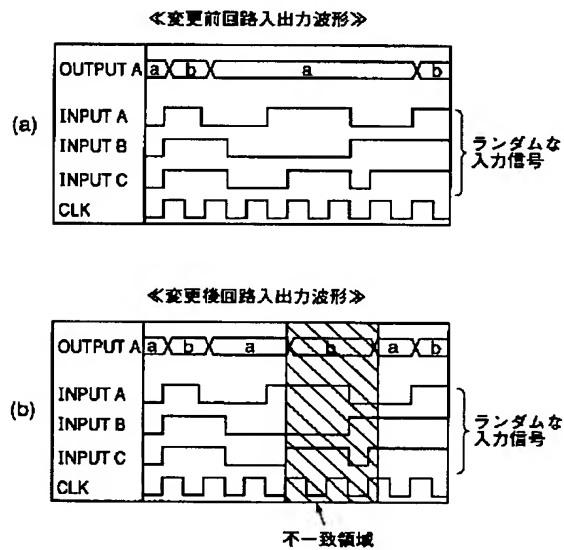 ≪変更前回路入出力波形≫
(a)
OUTPUT A a b a b
INPUT A
INPUT B
INPUT C
CLK
ランダムな
入力信号
≪変更後回路入出力波形≫
(b)
OUTPUT A a b a b a b
INPUT A
INPUT B
INPUT C
CLK
ランダムな
入力信号
不一致領域